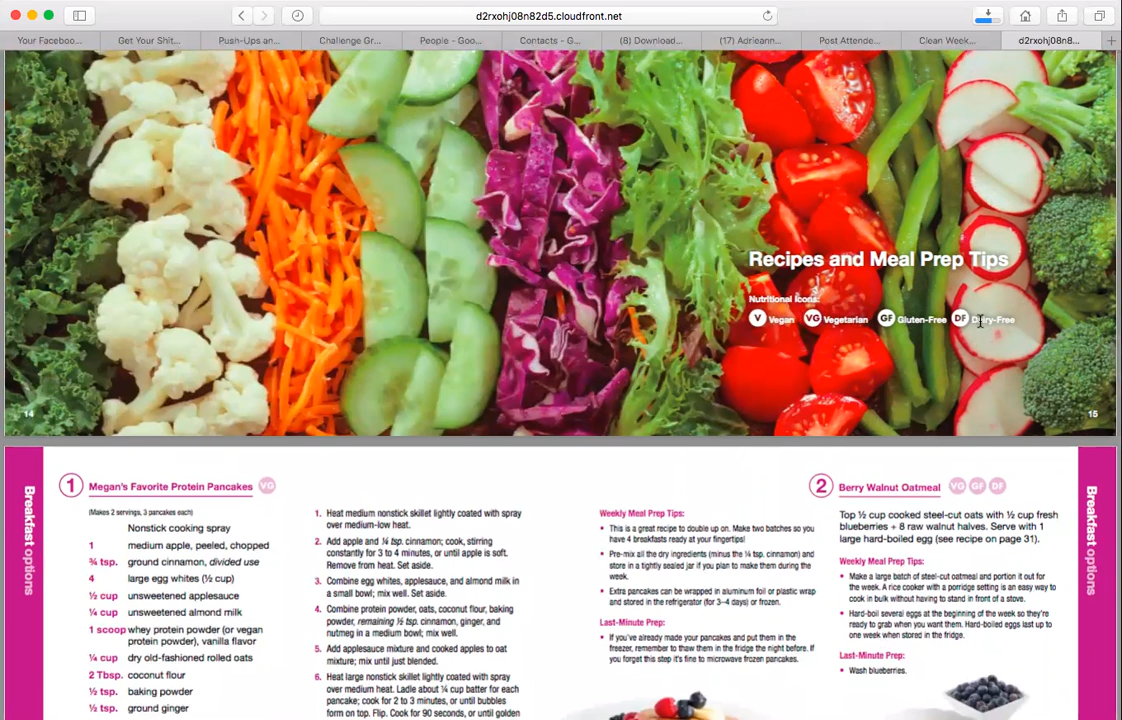 d2rxohj08n82d5.cloudfront.net
Your Faceboo...
Get Your Shit...
Push-Ups an...
Challenge Gr...
People - Goo...
Contacts - G...
(8) Download...
(17) Adrieann...
Post Attende...
Clean Week...
d2rxohj08n8...
Recipes and Meal Prep Tips
Nutritional Icons:
V Vegan VG Vegetarian GF Gluten-Free DF Dairy-Free
14
15
Breakfast options
1 Megan's Favorite Protein Pancakes VG
(Makes 2 servings, 3 pancakes each)
Nonstick cooking spray
1 medium apple, peeled, chopped
¾ tsp. ground cinnamon, divided use
4 large egg whites (½ cup)
½ cup unsweetened applesauce
¼ cup unsweetened almond milk
1 scoop whey protein powder (or vegan
protein powder), vanilla flavor
¼ cup dry old-fashioned rolled oats
2 Tbsp. coconut flour
½ tsp. baking powder
½ tsp. ground ginger
1. Heat medium nonstick skillet lightly coated with spray
over medium-low heat.
2. Add apple and ¼ tsp. cinnamon; cook, stirring
constantly for 3 to 4 minutes, or until apple is soft.
Remove from heat. Set aside.
3. Combine egg whites, applesauce, and almond milk in
a small bowl; mix well. Set aside.
4. Combine protein powder, oats, coconut flour, baking
powder, remaining ½ tsp. cinnamon, ginger, and
nutmeg in a medium bowl; mix well.
5. Add applesauce mixture and cooked apples to oat
mixture; mix until just blended.
6. Heat large nonstick skillet lightly coated with spray
over medium heat. Ladle about ¼ cup batter for each
pancake; cook for 2 to 3 minutes, or until bubbles
form on top. Flip. Cook for 90 seconds, or until golden
Weekly Meal Prep Tips:
• This is a great recipe to double up on. Make two batches so you
have 4 breakfasts ready at your fingertips!
• Pre-mix all the dry ingredients (minus the ¼ tsp. cinnamon) and
store in a tightly sealed jar if you plan to make them during the
week.
• Extra pancakes can be wrapped in aluminum foil or plastic wrap
and stored in the refrigerator (for 3–4 days) or frozen.
Last-Minute Prep:
• If you've already made your pancakes and put them in the
freezer, remember to thaw them in the fridge the night before. If
you forget this step it's fine to microwave frozen pancakes.
2 Berry Walnut Oatmeal VG GF DF
Top ½ cup cooked steel-cut oats with ½ cup fresh
blueberries + 8 raw walnut halves. Serve with 1
large hard-boiled egg (see recipe on page 31).
Weekly Meal Prep Tips:
• Make a large batch of steel-cut oatmeal and portion it out for
the week. A rice cooker with a porridge setting is an easy way to
cook in bulk without having to stand in front of a stove.
• Hard-boil several eggs at the beginning of the week so they're
ready to grab when you want them. Hard-boiled eggs last up to
one week when stored in the fridge.
Last-Minute Prep:
• Wash blueberries.
Breakfast options